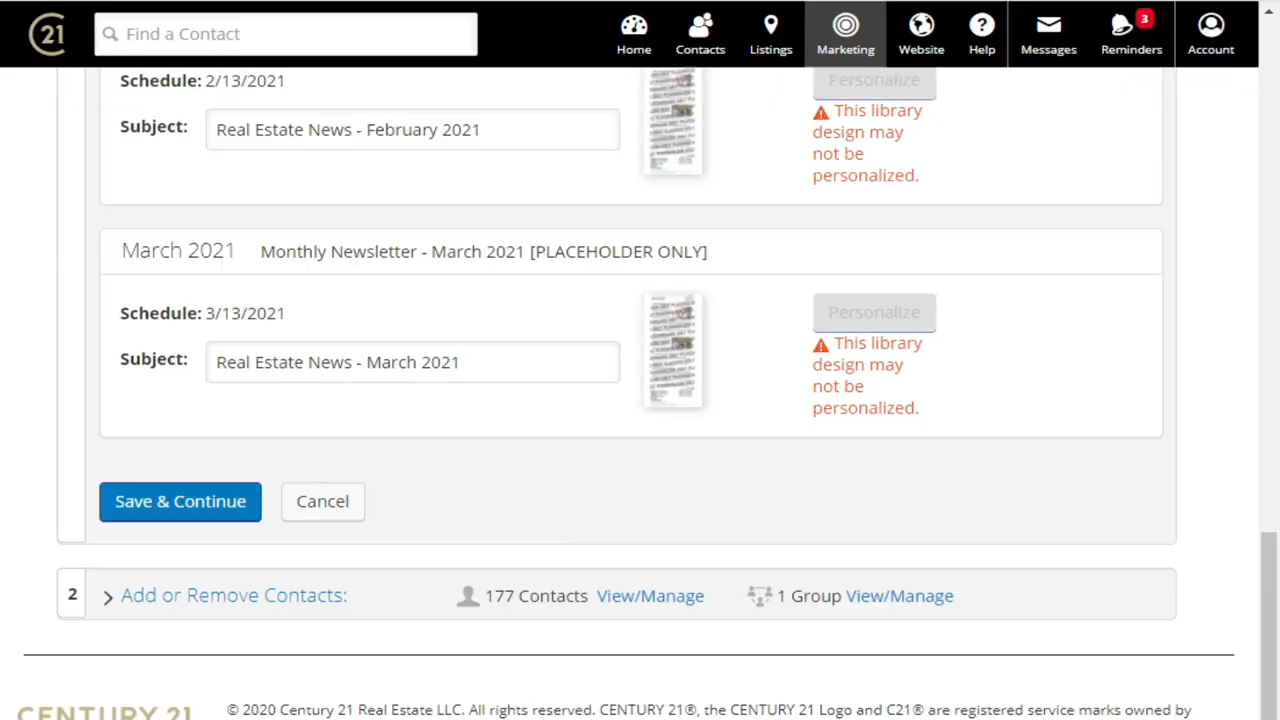 21
Find a Contact
Home
Contacts
Listings
Marketing
Website
Help
Messages
3
Reminders
Account
Schedule: 2/13/2021
Subject:
Real Estate News - February 2021
Personalize
This library
design may
not be
personalized.
March 2021 Monthly Newsletter - March 2021 [PLACEHOLDER ONLY]
Schedule: 3/13/2021
Subject:
Real Estate News - March 2021
Personalize
This library
design may
not be
personalized.
Save & Continue
Cancel
2
Add or Remove Contacts:
177 Contacts View/Manage
1 Group View/Manage
CENTURY 21
© 2020 Century 21 Real Estate LLC. All rights reserved. CENTURY 21®, the CENTURY 21 Logo and C21® are registered service marks owned by